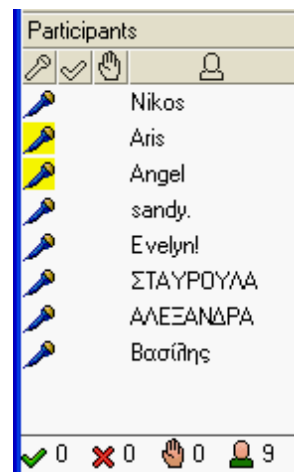 Participants
Nikos
Aris
Angel
sandy.
Evelyn!
ΣΤΑΥΡΟΥΛΑ
ΑΛΕΞΑΝΔΡΑ
Βασίλης
0 0 0 9